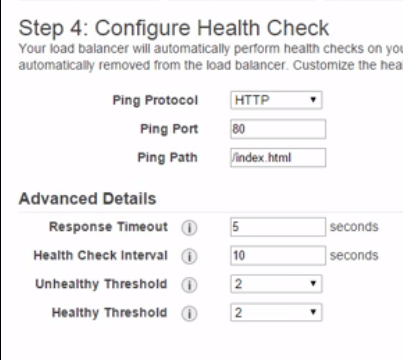 Step 4: Configure Health Check
Your load balancer will automatically perform health checks on you
automatically removed from the load balancer. Customize the hea
Ping Protocol HTTP
Ping Port 80
Ping Path /index.html
Advanced Details
Response Timeout i 5 seconds
Health Check Interval i 10 seconds
Unhealthy Threshold i 2
Healthy Threshold i 2